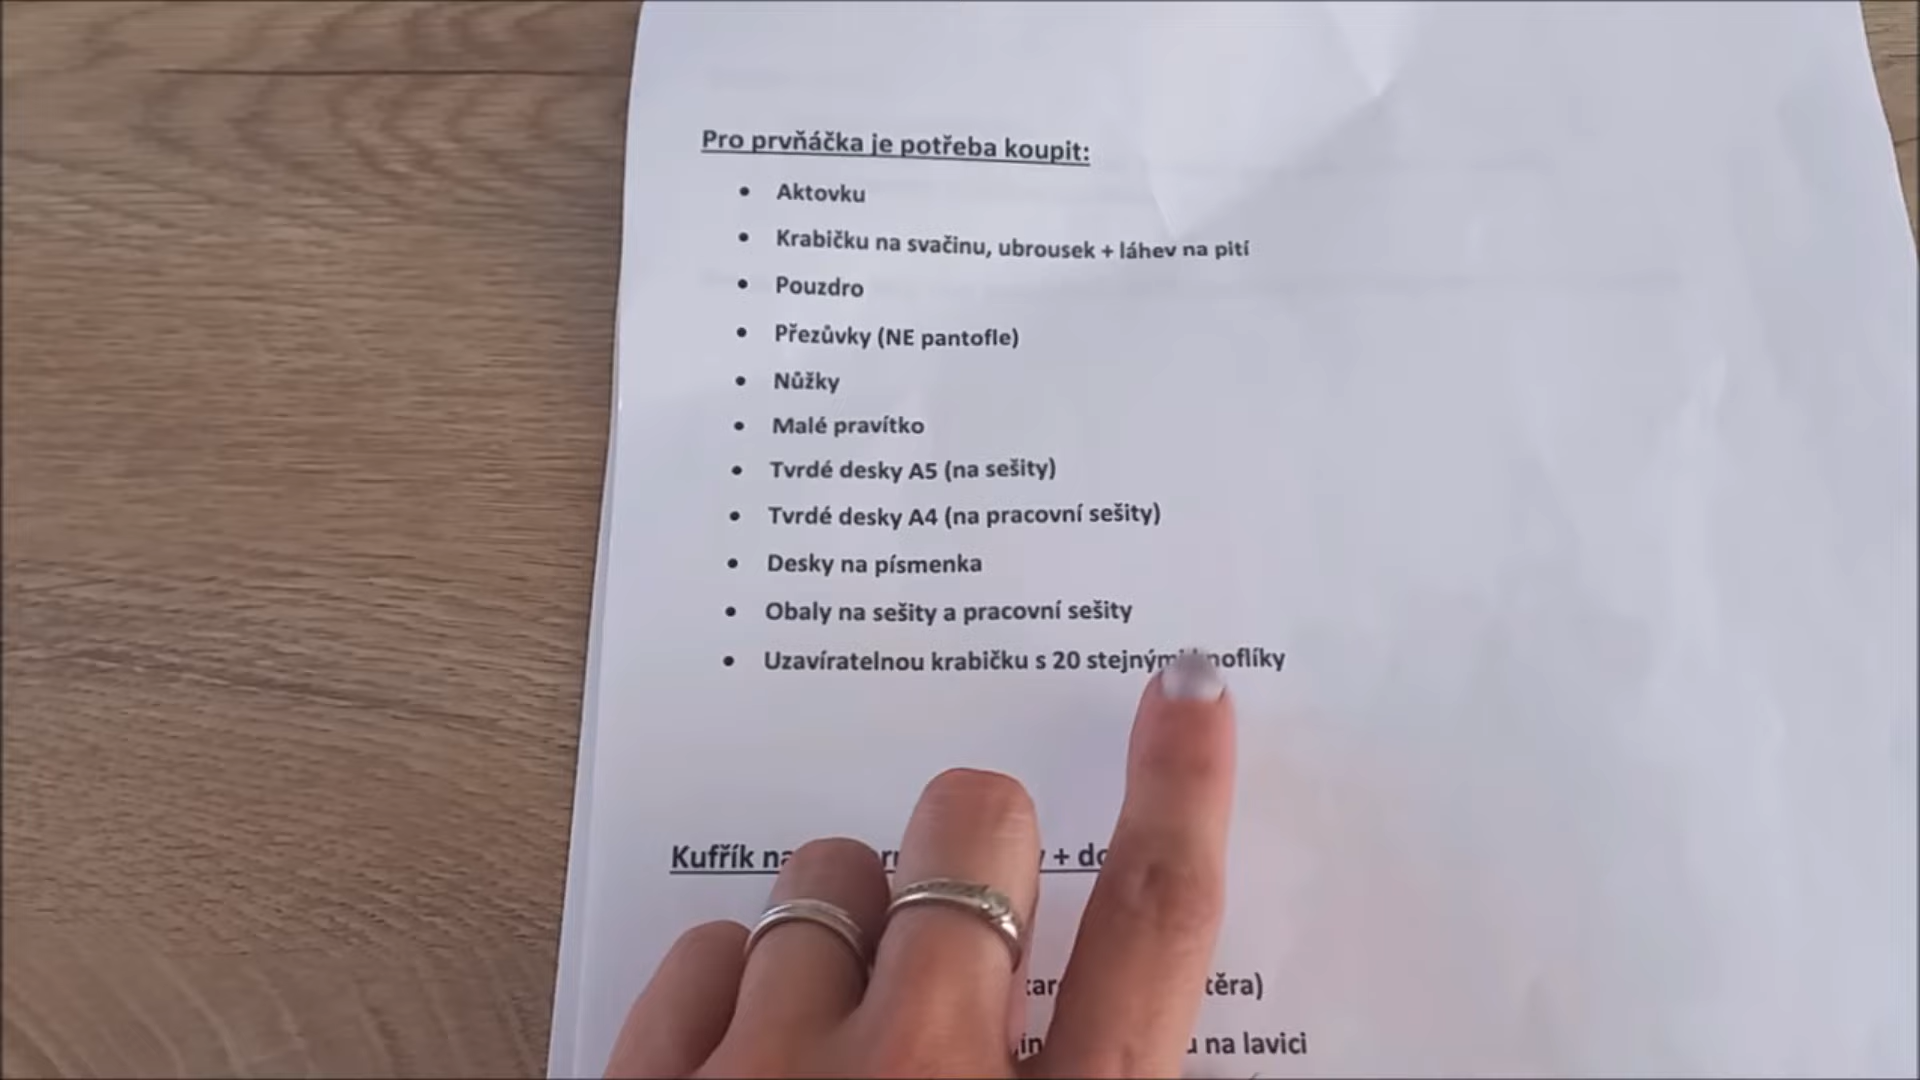 Pro prvňáčka je potřeba koupit:
• Aktovku
• Krabičku na svačinu, ubrousek + láhev na pití
• Pouzdro
• Přezůvky (NE pantofle)
• Nůžky
• Malé pravítko
• Tvrdé desky A5 (na sešity)
• Tvrdé desky A4 (na pracovní sešity)
• Desky na písmenka
• Obaly na sešity a pracovní sešity
• Uzavíratelnou krabičku s 20 stejnými knoflíky
Kufřík na +
na lavici